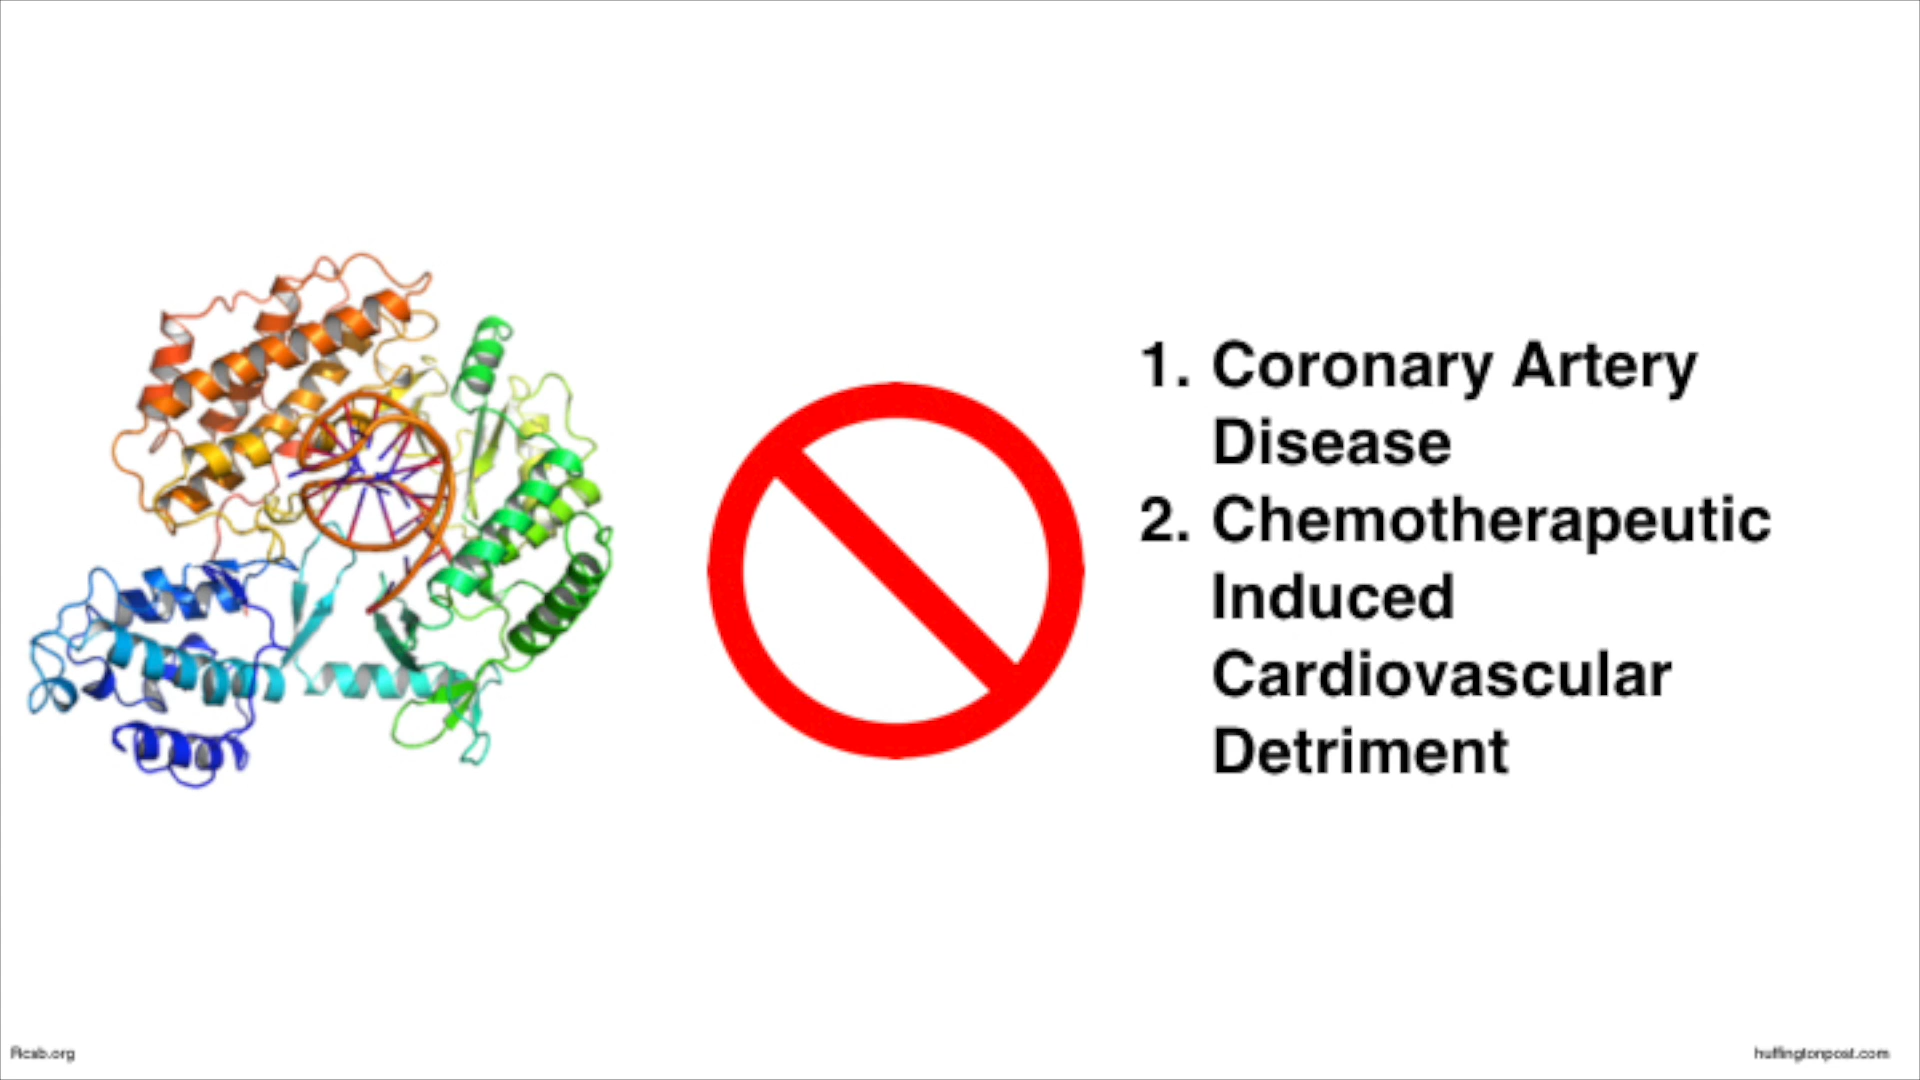 1. Coronary Artery
Disease
2. Chemotherapeutic
Induced
Cardiovascular
Detriment
Rcsb.org
huffingtonpost.com